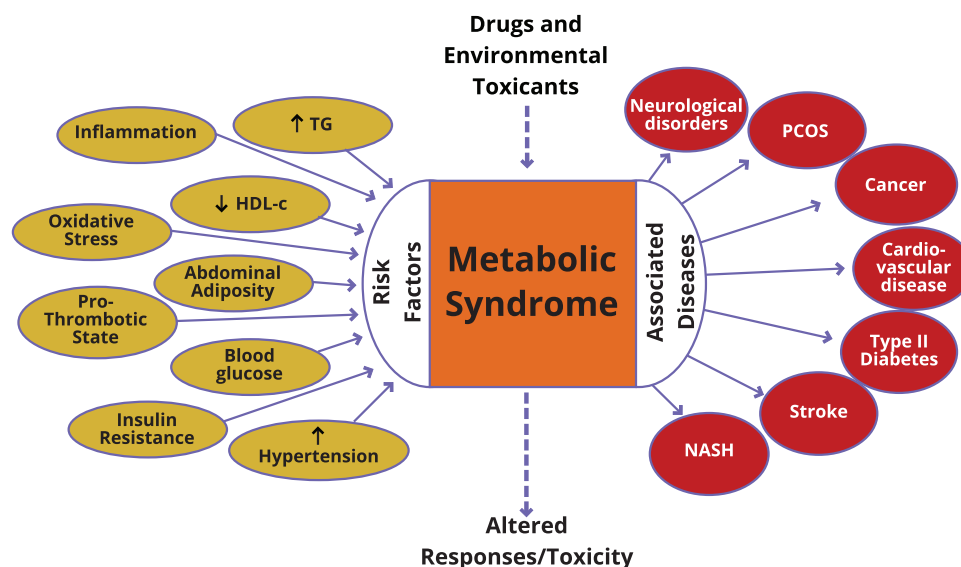 Drugs and
Environmental
Toxicants
Inflammation
↑ TG
↓ HDL-c
Oxidative
Stress
Abdominal
Adiposity
Pro-
Thrombotic
State
Blood
glucose
Insulin
Resistance
↑
Hypertension
Risk
Factors
Metabolic
Syndrome
Associated
Diseases
Neurological
disorders
PCOS
Cancer
Cardio-
vascular
disease
Type II
Diabetes
Stroke
NASH
Altered
Responses/Toxicity